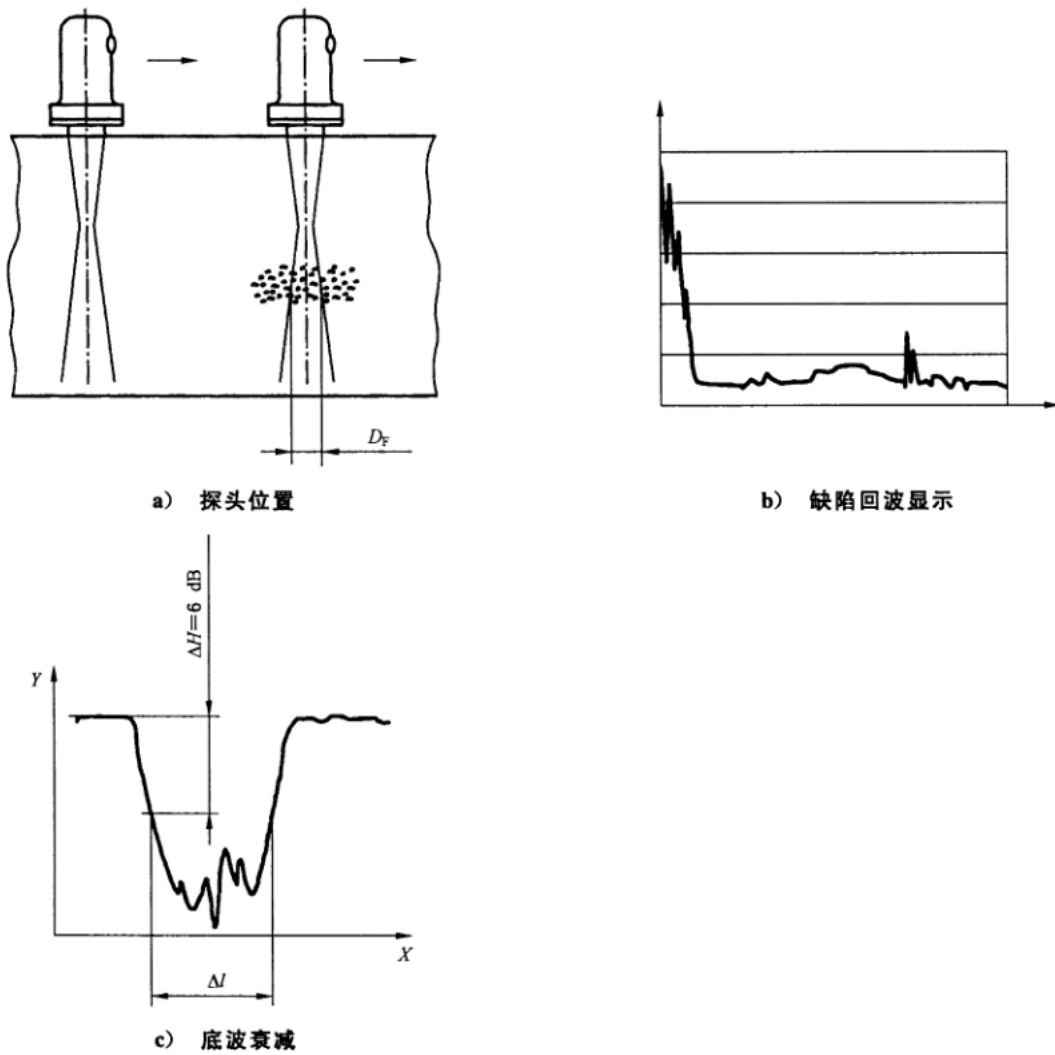 D_F
a） 探头位置
b） 缺陷回波显示
ΔH=6 dB
Y
X
Δl
c） 底波衰减